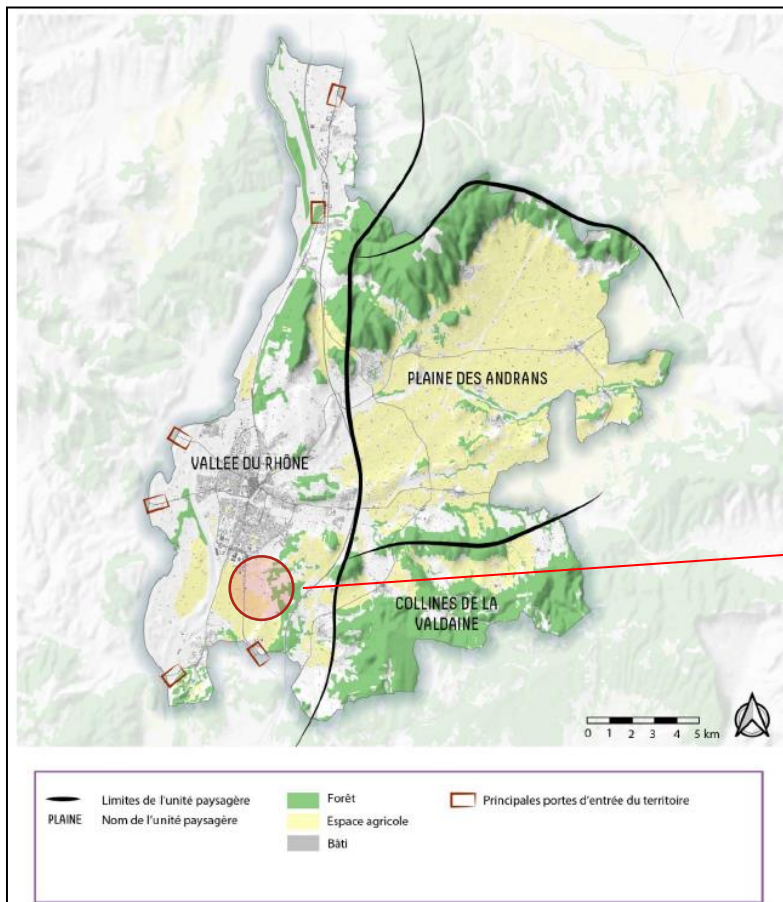 PLAINE DES ANDRANS
VALLEE DU RHÔNE
COLLINES DE LA
VALDAINE
0 1 2 3 4 5 km
Limites de l'unité paysagère
PLAINE Nom de l'unité paysagère
Forêt
Espace agricole
Bâti
Principales portes d'entrée du territoire